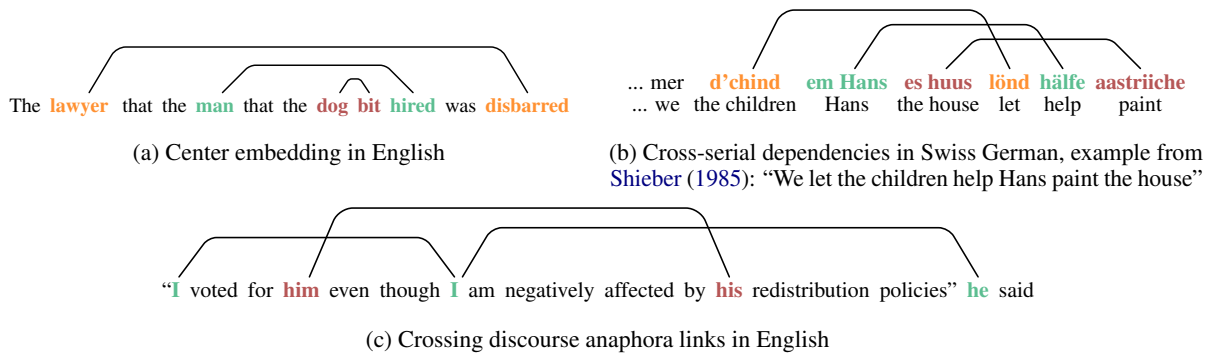 The lawyer that the man that the dog bit hired was disbarred
(a) Center embedding in English
... mer d'chind em Hans es huus lönd hälfe aastriiche
... we the children Hans the house let help paint
(b) Cross-serial dependencies in Swiss German, example from
Shieber (1985): “We let the children help Hans paint the house”
“I voted for him even though I am negatively affected by his redistribution policies” he said
(c) Crossing discourse anaphora links in English